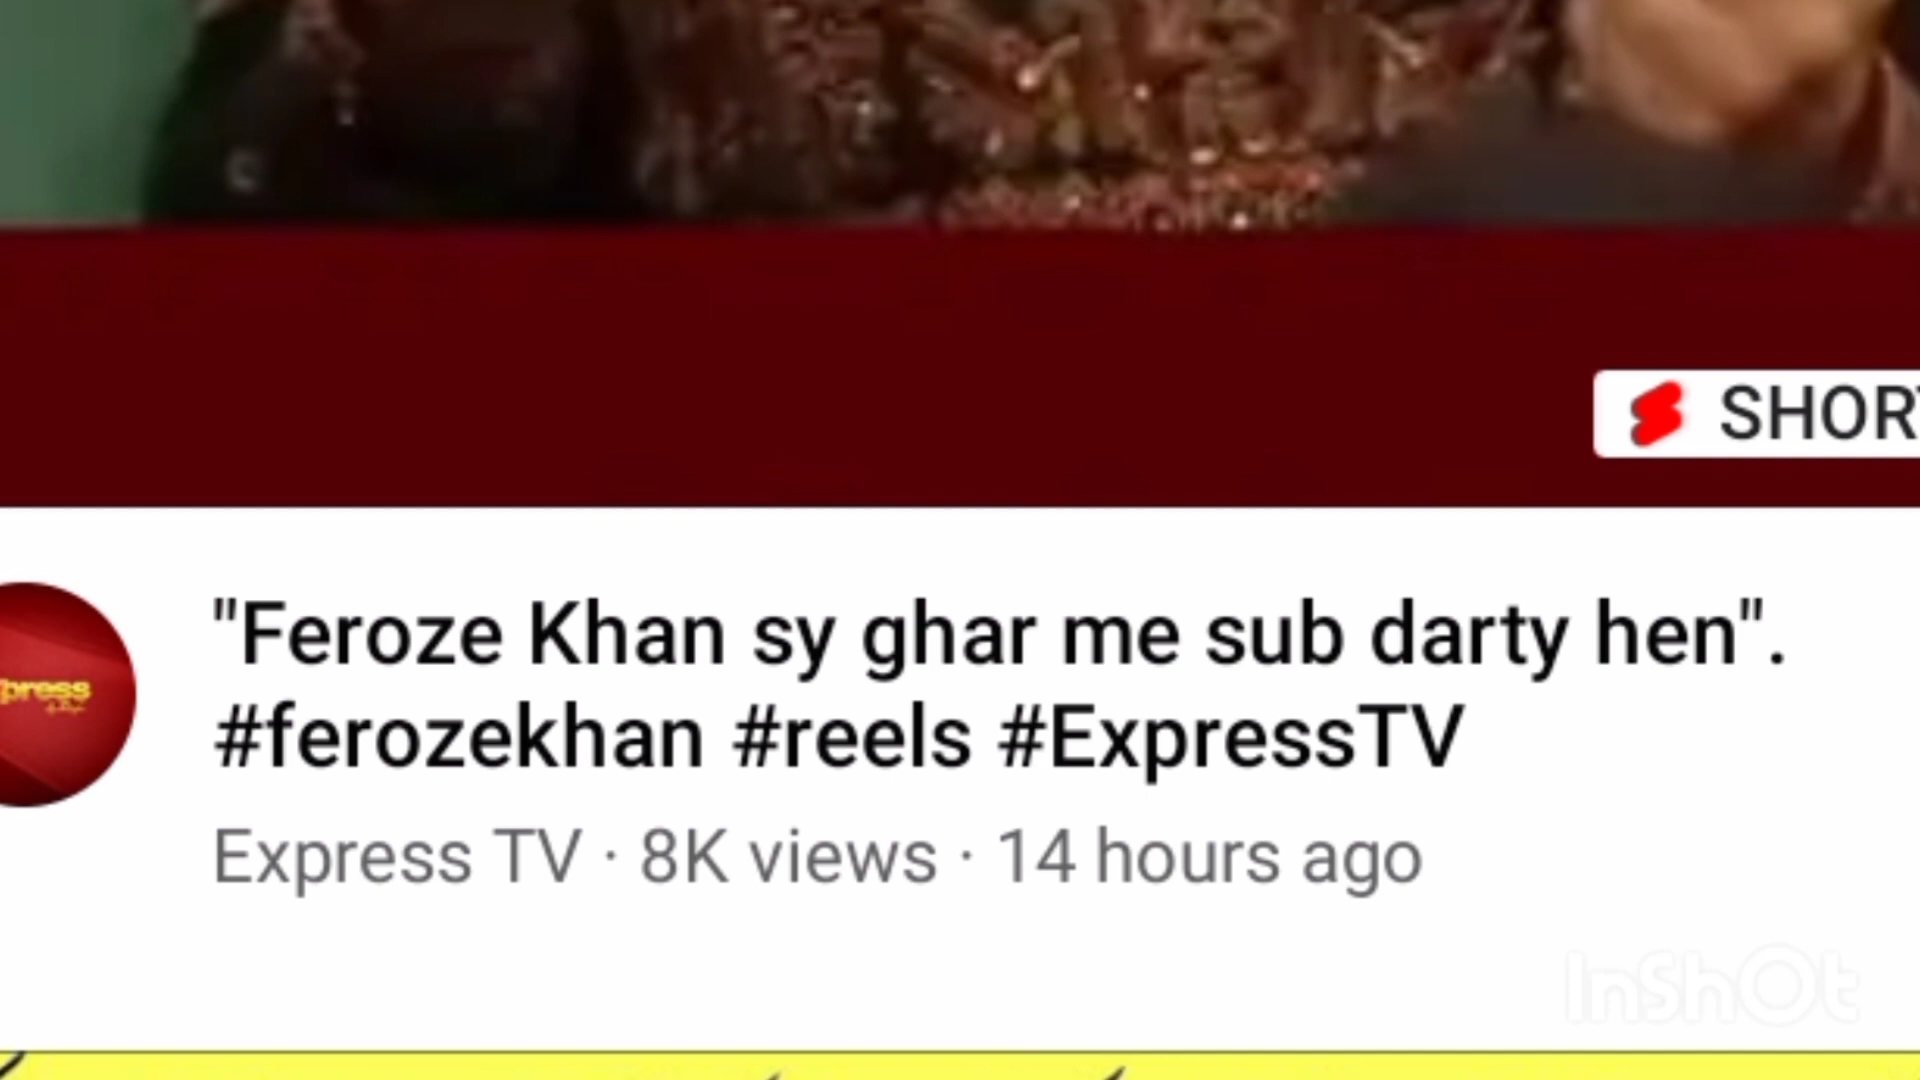 SHOR
"Feroze Khan sy ghar me sub darty hen".
#ferozekhan #reels #ExpressTV
Express TV · 8K views · 14 hours ago
press
InShOt